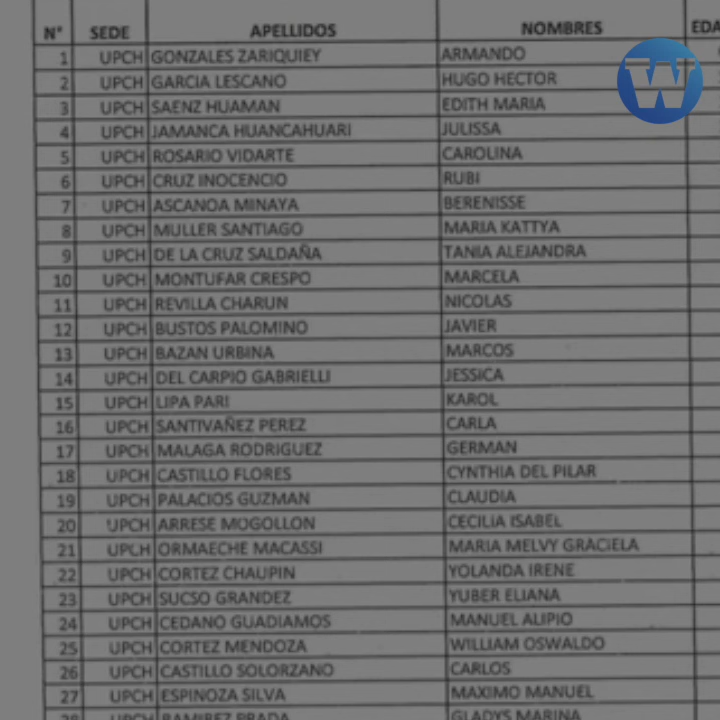 N° SEDE APELLIDOS NOMBRES EDA
1 UPCH GONZALES ZARIQUIEY ARMANDO
2 UPCH GARCIA LESCANO HUGO HECTOR
3 UPCH SAENZ HUAMAN EDITH MARIA
4 UPCH JAMANCA HUANCAHUARI JULISSA
5 UPCH ROSARIO VIDARTE CAROLINA
6 UPCH CRUZ INOCENCIO RUBI
7 UPCH ASCANOA MINAYA BERENISSE
8 UPCH MULLER SANTIAGO MARIA KATTYA
9 UPCH DE LA CRUZ SALDAÑA TANIA ALEJANDRA
10 UPCH MONTUFAR CRESPO MARCELA
11 UPCH REVILLA CHARUN NICOLAS
12 UPCH BUSTOS PALOMINO JAVIER
13 UPCH BAZAN URBINA MARCOS
14 UPCH DEL CARPIO GABRIELLI JESSICA
15 UPCH LIPA PARI KAROL
16 UPCH SANTIVAÑEZ PEREZ CARLA
17 UPCH MALAGA RODRIGUEZ GERMAN
18 UPCH CASTILLO FLORES CYNTHIA DEL PILAR
19 UPCH PALACIOS GUZMAN CLAUDIA
20 UPCH ARRESE MOGOLLON CECILIA ISABEL
21 UPCH ORMAECHE MACASSI MARIA MELVY GRACIELA
22 UPCH CORTEZ CHAUPIN YOLANDA IRENE
23 UPCH SUCSO GRANDEZ YUBER ELIANA
24 UPCH CEDANO GUADIAMOS MANUEL ALIPIO
25 UPCH CORTEZ MENDOZA WILLIAM OSWALDO
26 UPCH CASTILLO SOLORZANO CARLOS
27 UPCH ESPINOZA SILVA MAXIMO MANUEL
28 UPCH RAMIREZ PRADA GLADYS MARINA
W